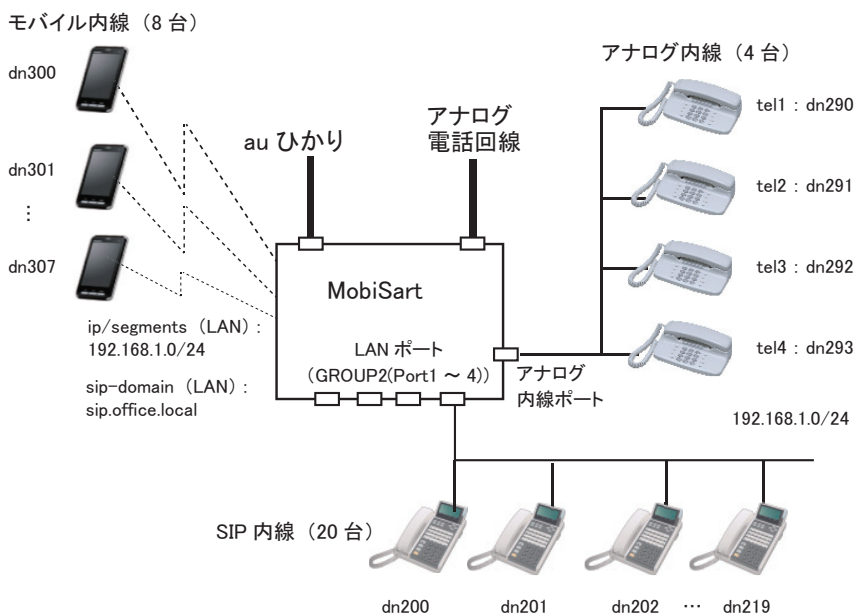 モバイル内線（8 台）
dn300
dn301
⋮
dn307
au ひかり
アナログ
電話回線
アナログ内線（4 台）
tel1 : dn290
tel2 : dn291
tel3 : dn292
tel4 : dn293
MobiSart
ip/segments（LAN）:
192.168.1.0/24
sip-domain（LAN）:
sip.office.local
LAN ポート
（GROUP2(Port1 ～ 4)）
アナログ
内線ポート
192.168.1.0/24
SIP 内線（20 台）
dn200 dn201 dn202 … dn219